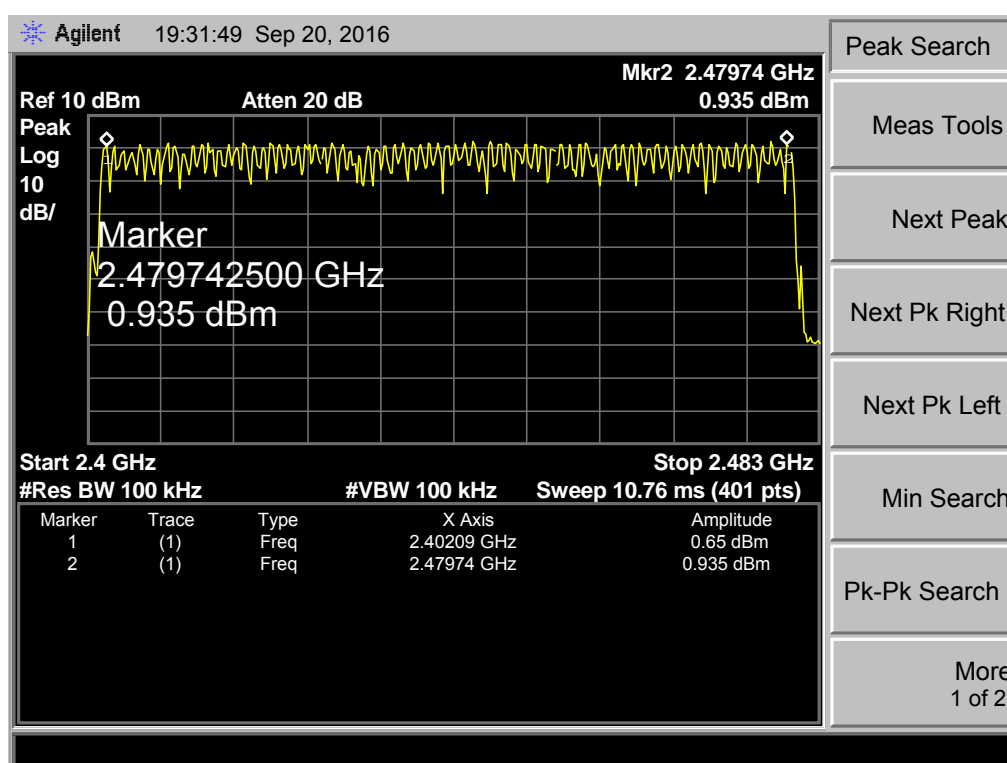 Agilent 19:31:49 Sep 20, 2016
Mkr2 2.47974 GHz
Ref 10 dBm Atten 20 dB 0.935 dBm
Peak
Log
10
dB/
1
2
Marker
2.479742500 GHz
0.935 dBm
Start 2.4 GHz Stop 2.483 GHz
#Res BW 100 kHz #VBW 100 kHz Sweep 10.76 ms (401 pts)
Marker Trace Type X Axis Amplitude
1 (1) Freq 2.40209 GHz 0.65 dBm
2 (1) Freq 2.47974 GHz 0.935 dBm
Peak Search
Meas Tools
Next Peak
Next Pk Right
Next Pk Left
Min Search
Pk-Pk Search
More
1 of 2